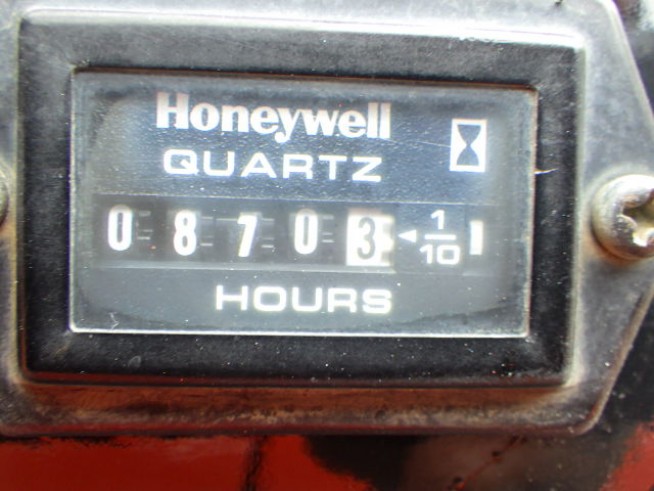 Honeywell
QUARTZ
0 8 7 0 3 1/10
HOURS